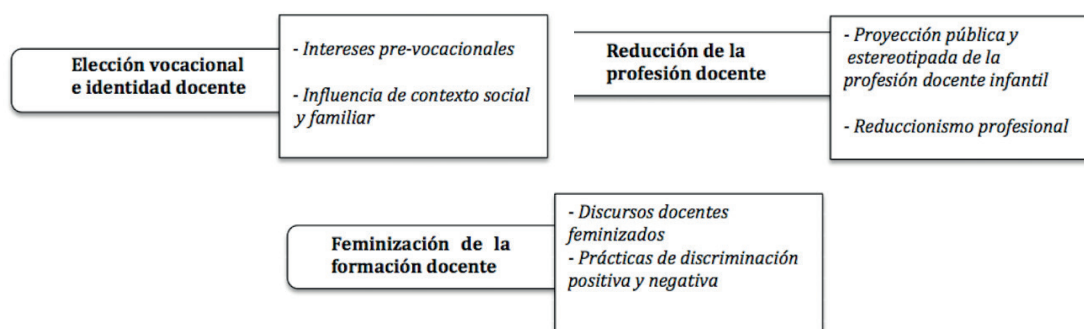 Elección vocacional
e identidad docente
- Intereses pre-vocacionales
- Influencia de contexto social
y familiar
Reducción de la
profesión docente
- Proyección pública y
estereotipada de la
profesión docente infantil
- Reduccionismo profesional
Feminización de la
formación docente
- Discursos docentes
feminizados
- Prácticas de discriminación
positiva y negativa